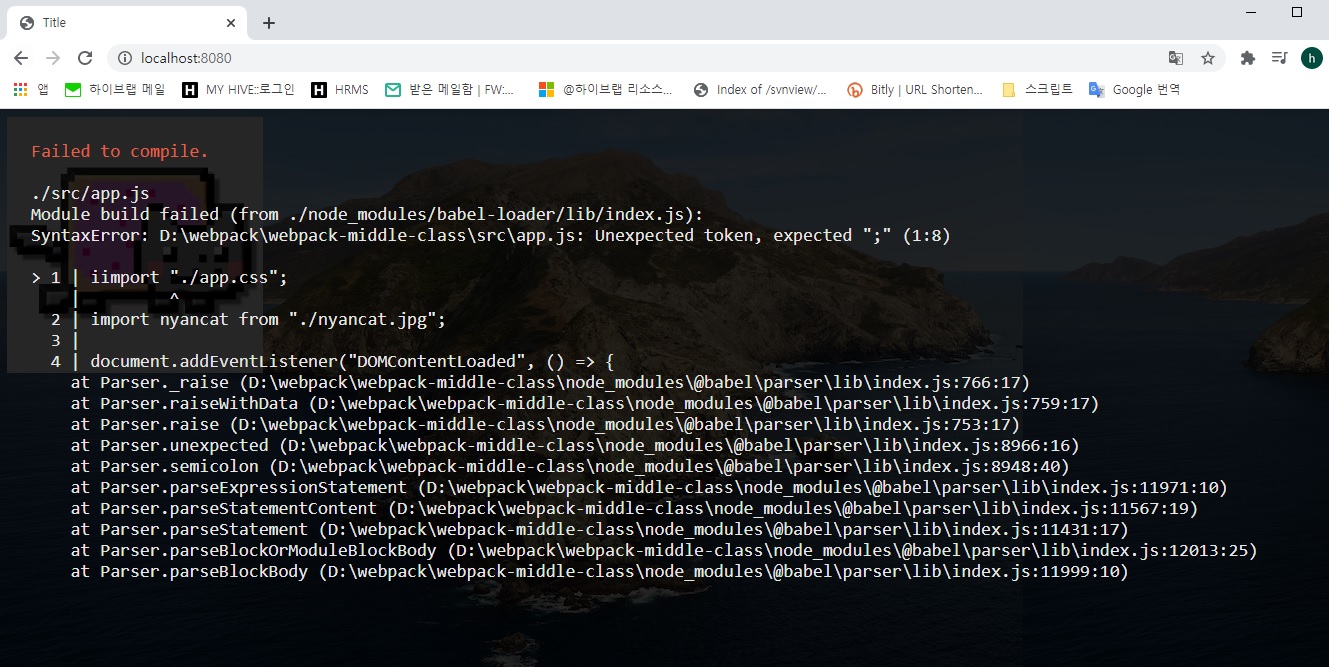 Title
localhost:8080
h
앱 하이브랩 메일 MY HIVE::로그인 HRMS 받은 메일함 | FW:... @하이브랩 리소스... Index of /svnview/... Bitly | URL Shorten... 스크립트 Google 번역
Failed to compile.
./src/app.js
Module build failed (from ./node_modules/babel-loader/lib/index.js):
SyntaxError: D:\webpack\webpack-middle-class\src\app.js: Unexpected token, expected ";" (1:8)
> 1 | iimport "./app.css";
| ^
2 | import nyancat from "./nyancat.jpg";
3 |
4 | document.addEventListener("DOMContentLoaded", () => {
at Parser._raise (D:\webpack\webpack-middle-class\node_modules\@babel\parser\lib\index.js:766:17)
at Parser.raiseWithData (D:\webpack\webpack-middle-class\node_modules\@babel\parser\lib\index.js:759:17)
at Parser.raise (D:\webpack\webpack-middle-class\node_modules\@babel\parser\lib\index.js:753:17)
at Parser.unexpected (D:\webpack\webpack-middle-class\node_modules\@babel\parser\lib\index.js:8966:16)
at Parser.semicolon (D:\webpack\webpack-middle-class\node_modules\@babel\parser\lib\index.js:8948:40)
at Parser.parseExpressionStatement (D:\webpack\webpack-middle-class\node_modules\@babel\parser\lib\index.js:11971:10)
at Parser.parseStatementContent (D:\webpack\webpack-middle-class\node_modules\@babel\parser\lib\index.js:11567:19)
at Parser.parseStatement (D:\webpack\webpack-middle-class\node_modules\@babel\parser\lib\index.js:11431:17)
at Parser.parseBlockOrModuleBlockBody (D:\webpack\webpack-middle-class\node_modules\@babel\parser\lib\index.js:12013:25)
at Parser.parseBlockBody (D:\webpack\webpack-middle-class\node_modules\@babel\parser\lib\index.js:11999:10)